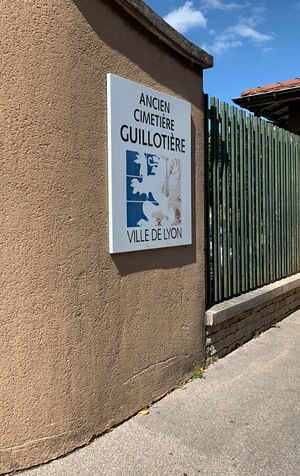 ANCIEN
CIMETIÈRE
GUILLOTIÈRE
VILLE DE LYON